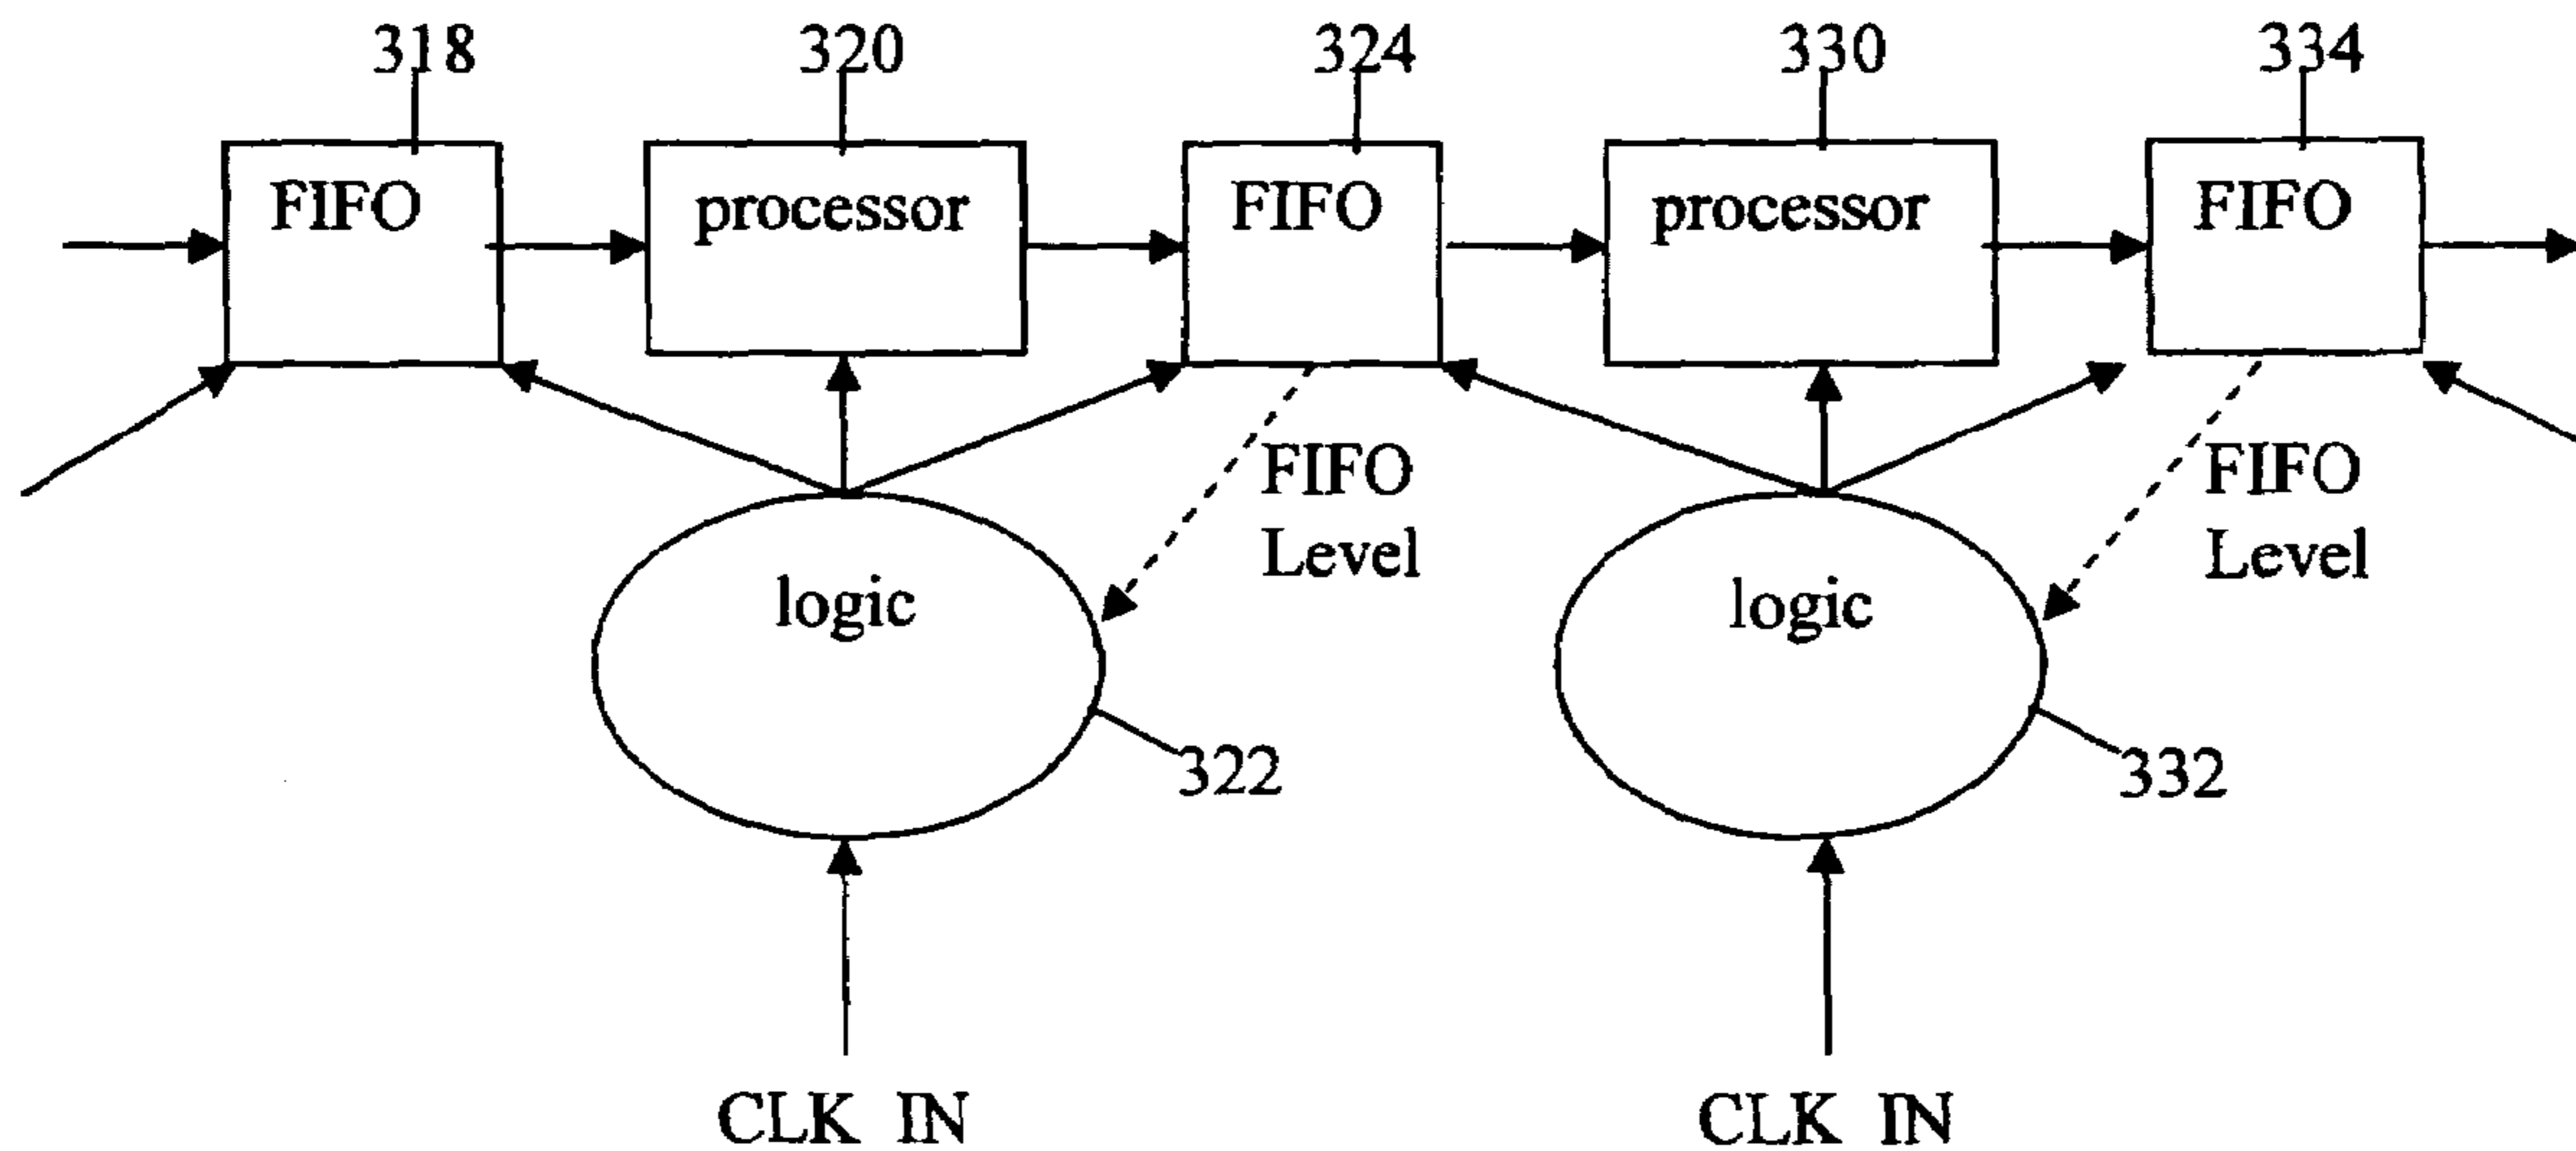 318 320 324 330 334
FIFO processor FIFO processor FIFO
FIFO FIFO
Level Level
logic logic
322 332
CLK IN CLK IN